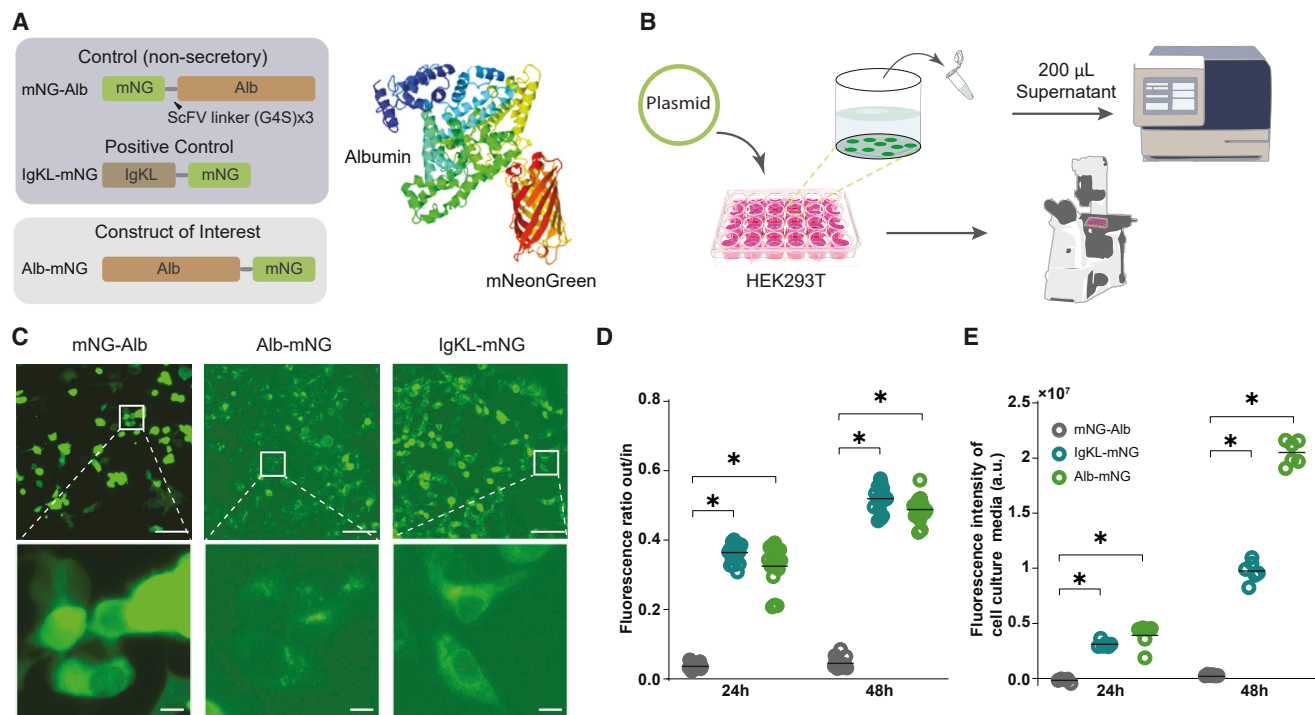 A
Control (non-secretory)
mNG-Alb
mNG
Alb
ScFV linker (G4S)x3
Positive Control
IgKL-mNG
IgKL
mNG
Construct of Interest
Alb-mNG
Alb
mNG
Albumin
mNeonGreen
B
Plasmid
HEK293T
200 µL
Supernatant
C
mNG-Alb
Alb-mNG
IgKL-mNG
D
Fluorescence ratio out/in
0.8
0.6
0.4
0.2
0.0
*
*
*
*
24h
48h
E
Fluorescence intensity of
cell culture media (a.u.)
×10⁷
2.5
2.0
1.5
1
0.5
0.0
mNG-Alb
IgKL-mNG
Alb-mNG
*
*
*
*
24h
48h